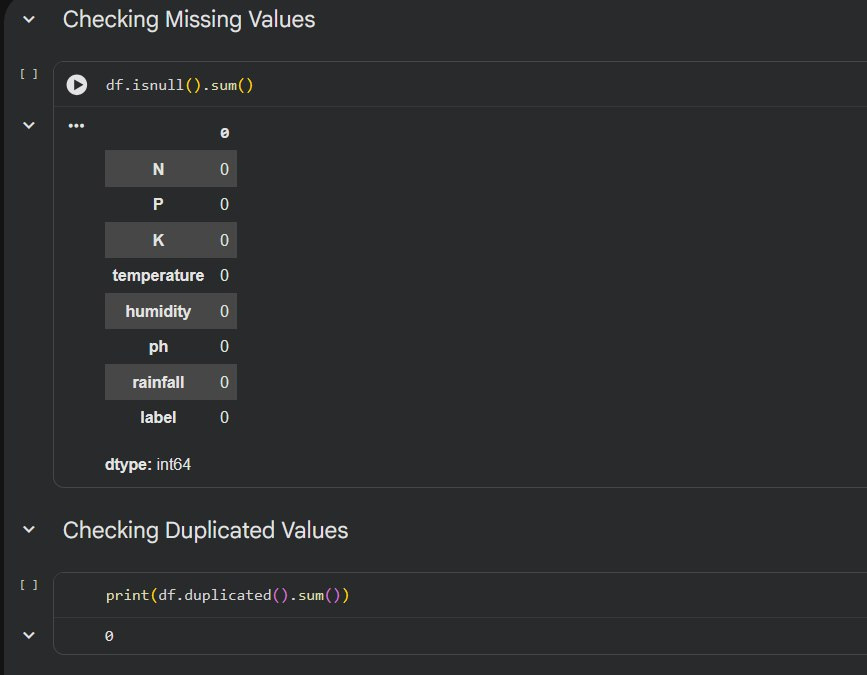 Checking Missing Values
[ ]
df.isnull().sum()
...
0
N 0
P 0
K 0
temperature 0
humidity 0
ph 0
rainfall 0
label 0
dtype: int64
Checking Duplicated Values
[ ]
print(df.duplicated().sum())
0